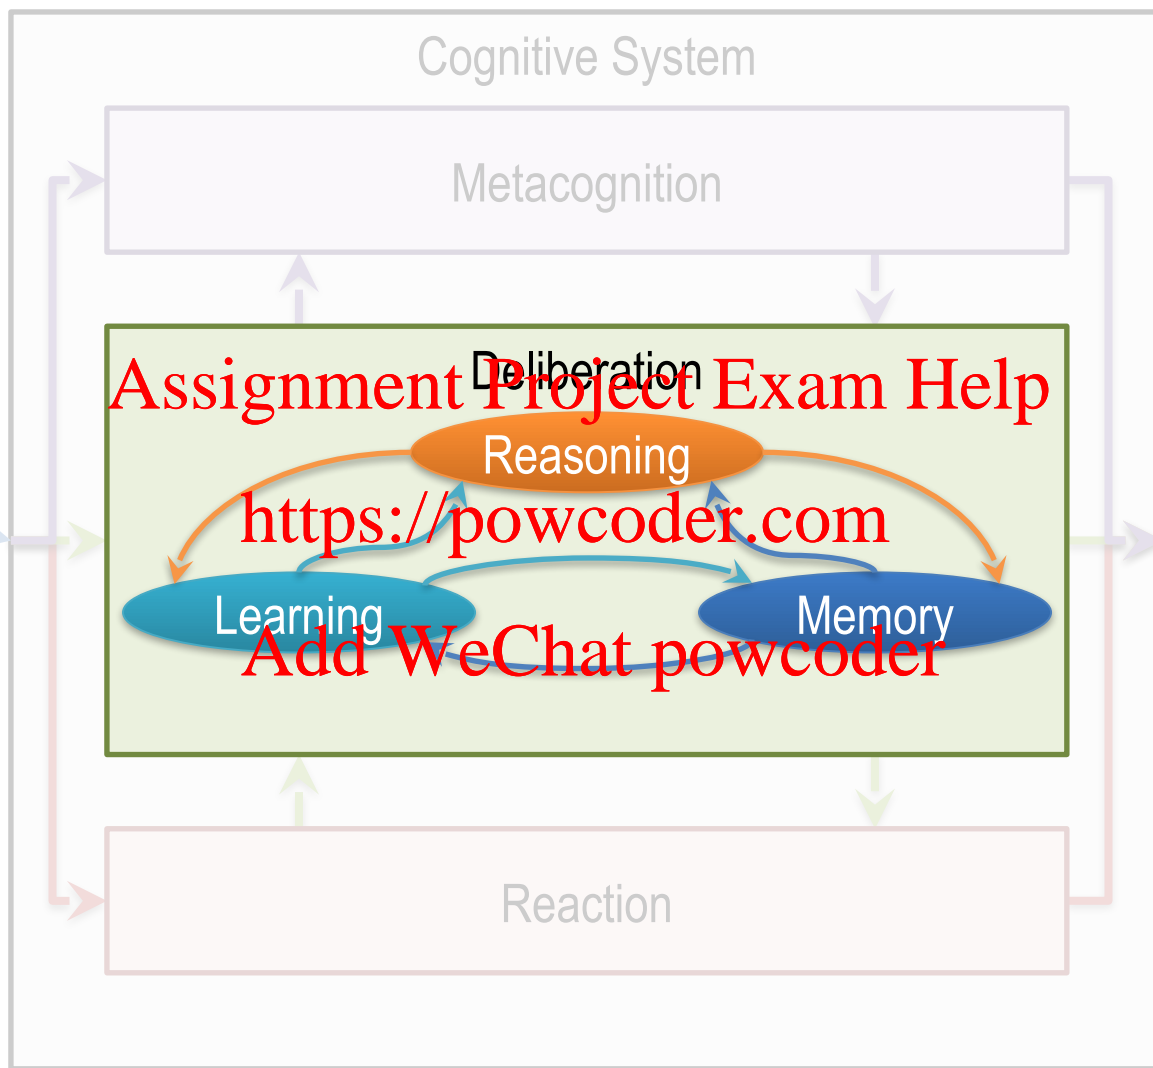 Cognitive System
Metacognition
Deliberation
Assignment Project Exam Help
Reasoning
https://powcoder.com
Learning
Memory
Add WeChat powcoder
Reaction